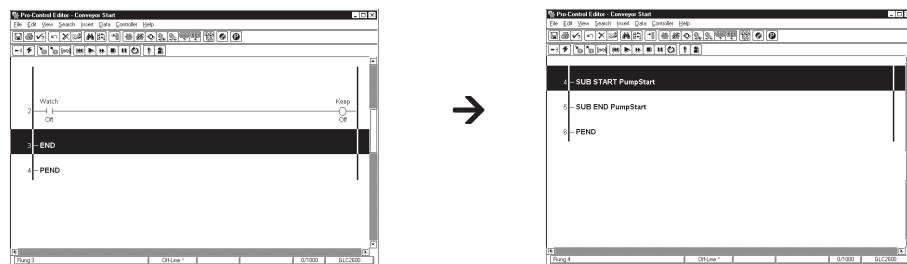 Pro-Control Editor - Conveyor Start
File Edit View Search Insert Data Controller Help
Watch
Keep
2
Off
Off
3 END
4 PEND
Rung 3 Off-Line * 0/1000 GLC2600
Pro-Control Editor - Conveyor Start
File Edit View Search Insert Data Controller Help
4 SUB START PumpStart
5 SUB END PumpStart
6 PEND
Rung 4 Off-Line * 0/1000 GLC2600